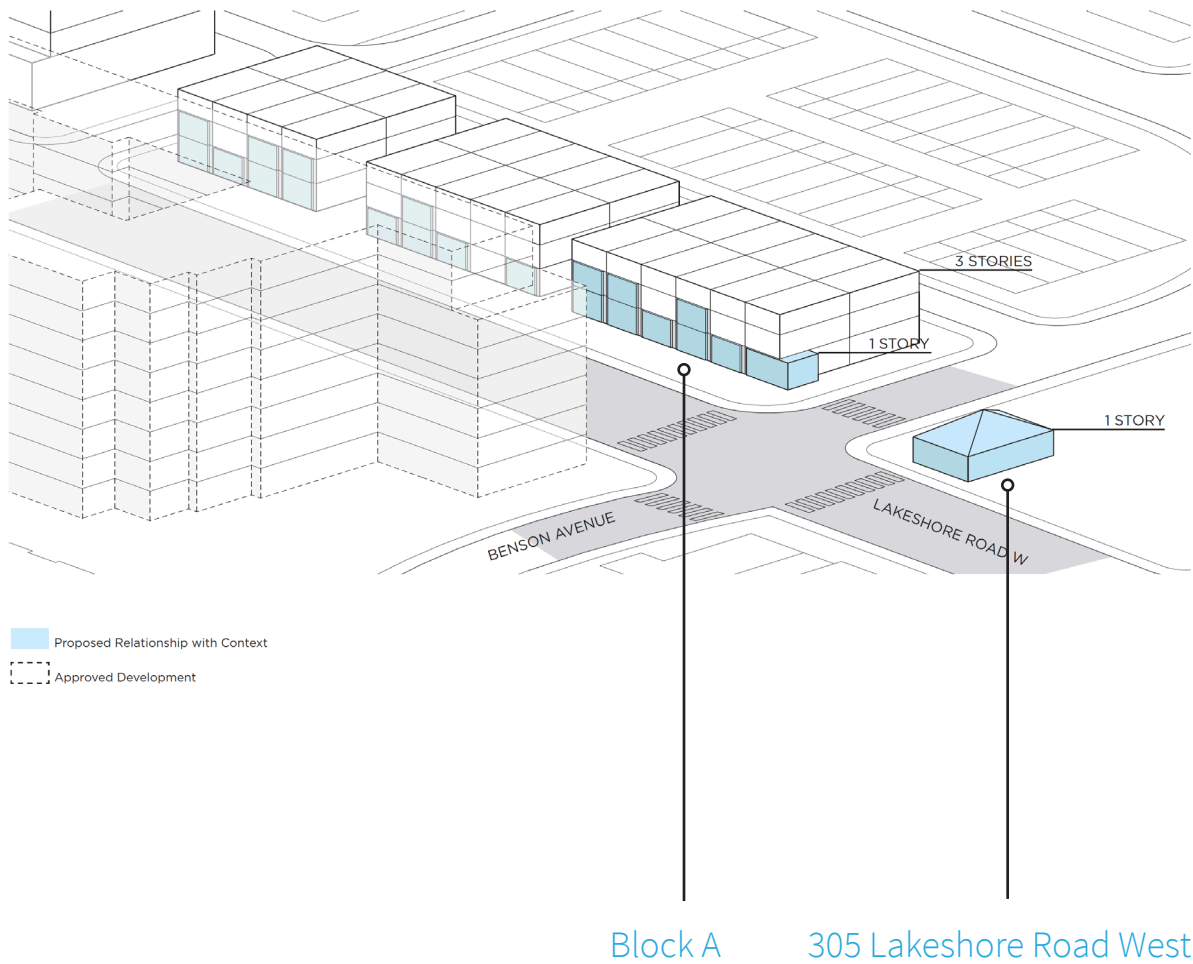 3 STORIES
1 STORY
1 STORY
BENSON AVENUE
LAKESHORE ROAD W
Proposed Relationship with Context
Approved Development
Block A
305 Lakeshore Road West